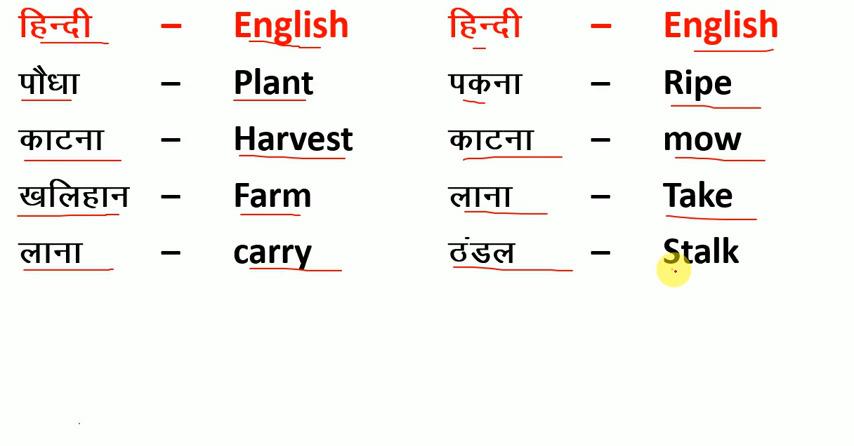 हिन्दी – English हिन्दी – English
पौधा – Plant पकना – Ripe
काटना – Harvest काटना – mow
खलिहान – Farm लाना – Take
लाना – carry ठंडल – Stalk